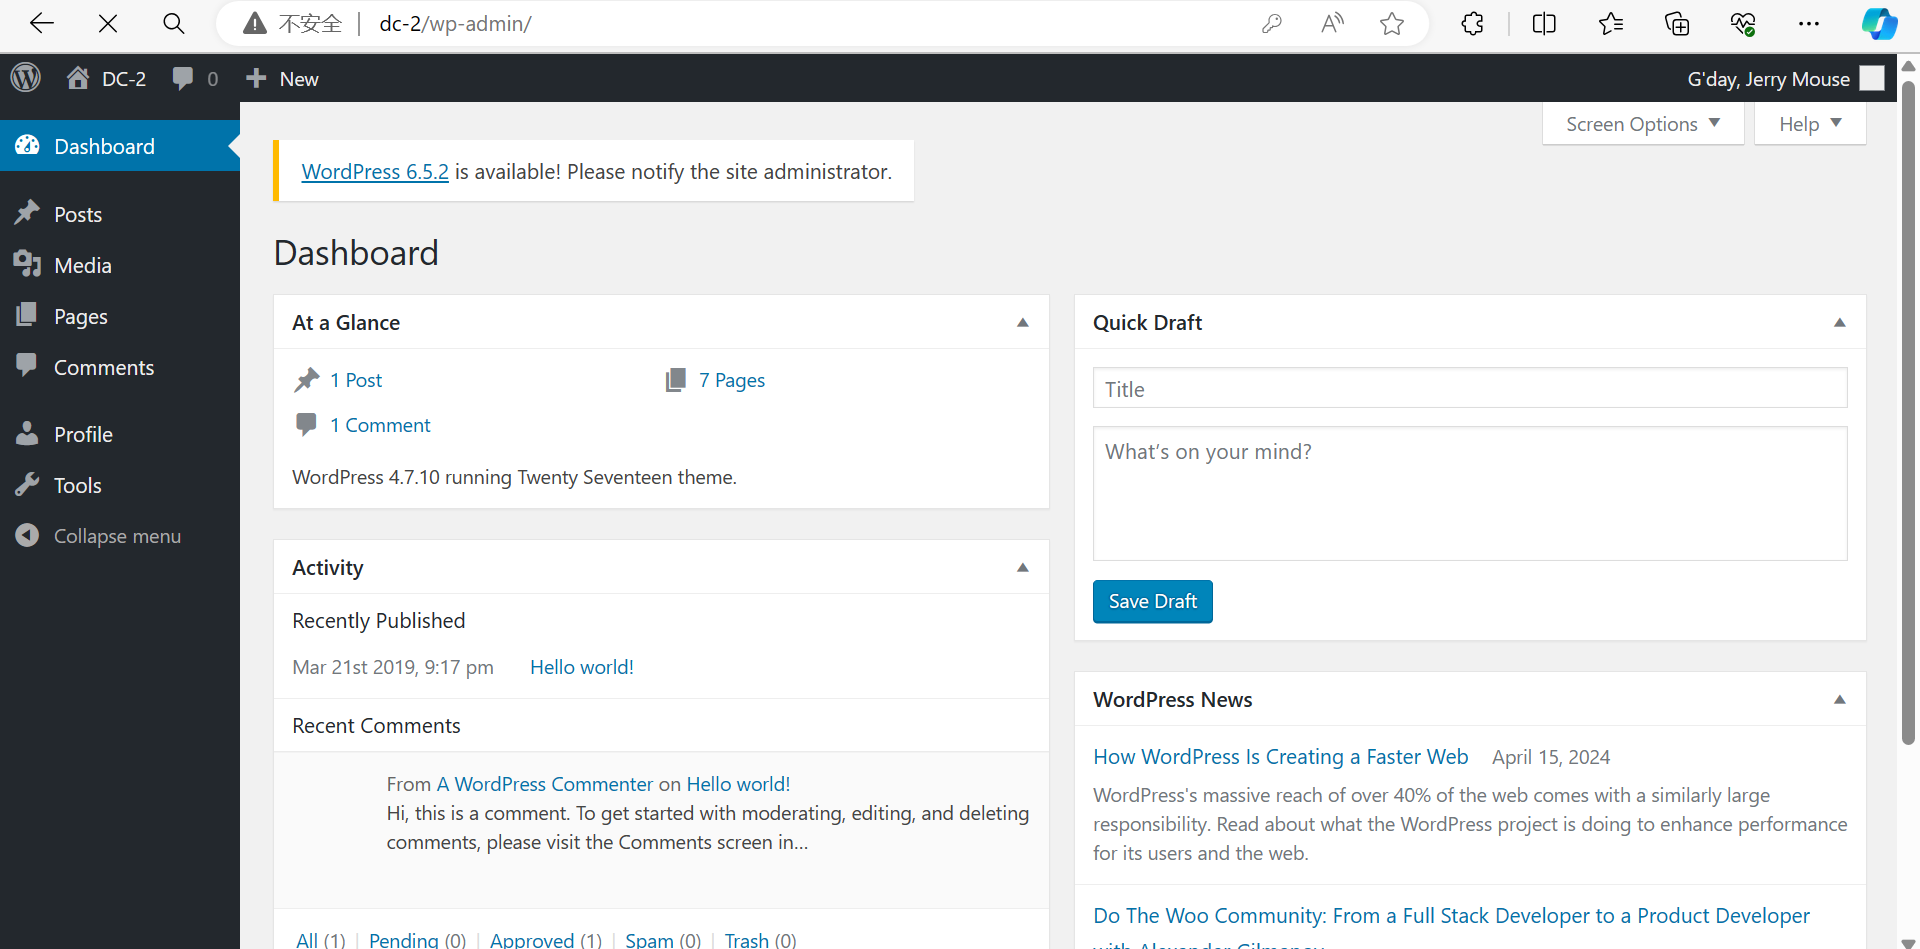 不安全 dc-2/wp-admin/
DC-2 0 New G'day, Jerry Mouse
Screen Options Help
Dashboard
Posts
Media
Pages
Comments
Profile
Tools
Collapse menu
WordPress 6.5.2 is available! Please notify the site administrator.
Dashboard
At a Glance
1 Post 7 Pages
1 Comment
WordPress 4.7.10 running Twenty Seventeen theme.
Activity
Recently Published
Mar 21st 2019, 9:17 pm Hello world!
Recent Comments
From A WordPress Commenter on Hello world!
Hi, this is a comment. To get started with moderating, editing, and deleting
comments, please visit the Comments screen in…
All (1) | Pending (0) | Approved (1) | Spam (0) | Trash (0)
Quick Draft
Title
What’s on your mind?
Save Draft
WordPress News
How WordPress Is Creating a Faster Web April 15, 2024
WordPress's massive reach of over 40% of the web comes with a similarly large
responsibility. Read about what the WordPress project is doing to enhance performance
for its users and the web.
Do The Woo Community: From a Full Stack Developer to a Product Developer
with Alexander